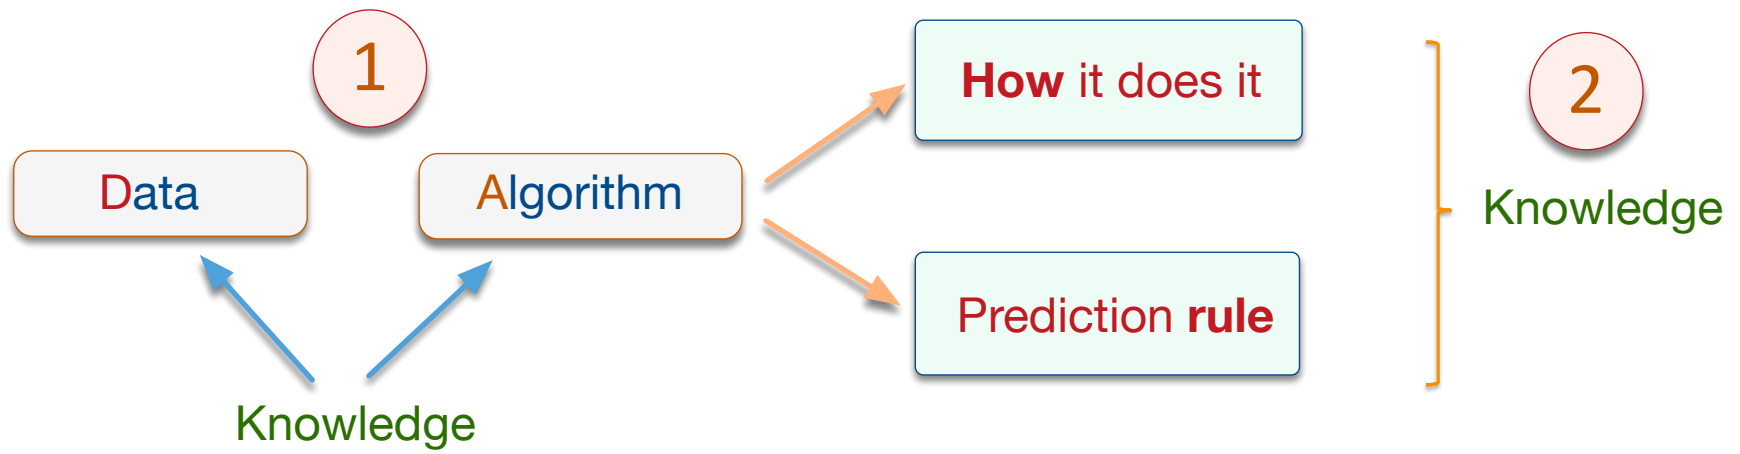 1
Data
Algorithm
Knowledge
How it does it
Prediction rule
2
Knowledge